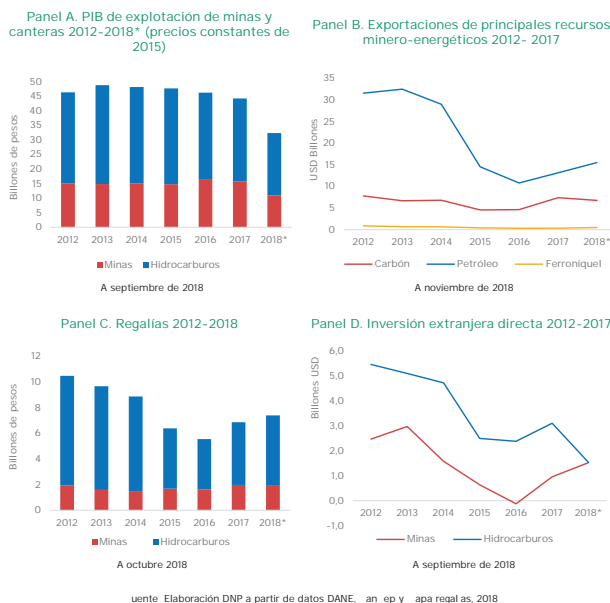 Panel A. PIB de explotación de minas y
canteras 2012-2018* (precios constantes de
2015)
Billones de pesos
50
45
40
35
30
25
20
15
10
5
0
2012 2013 2014 2015 2016 2017 2018*
Minas Hidrocarburos
A septiembre de 2018
Panel B. Exportaciones de principales recursos
minero-energéticos 2012- 2017
USD Billones
35
30
25
20
15
10
5
0
2012 2013 2014 2015 2016 2017 2018*
Carbón Petróleo Ferroníquel
A noviembre de 2018
Panel C. Regalías 2012-2018
Billones de pesos
12
10
8
6
4
2
0
2012 2013 2014 2015 2016 2017 2018*
Minas Hidrocarburos
A octubre 2018
Panel D. Inversión extranjera directa 2012-2017
Billones USD
6,0
5,0
4,0
3,0
2,0
1,0
0,0
-1,0
2012 2013 2014 2015 2016 2017 2018*
Minas Hidrocarburos
A septiembre de 2018
uente Elaboración DNP a partir de datos DANE, an ep y apa regal as, 2018